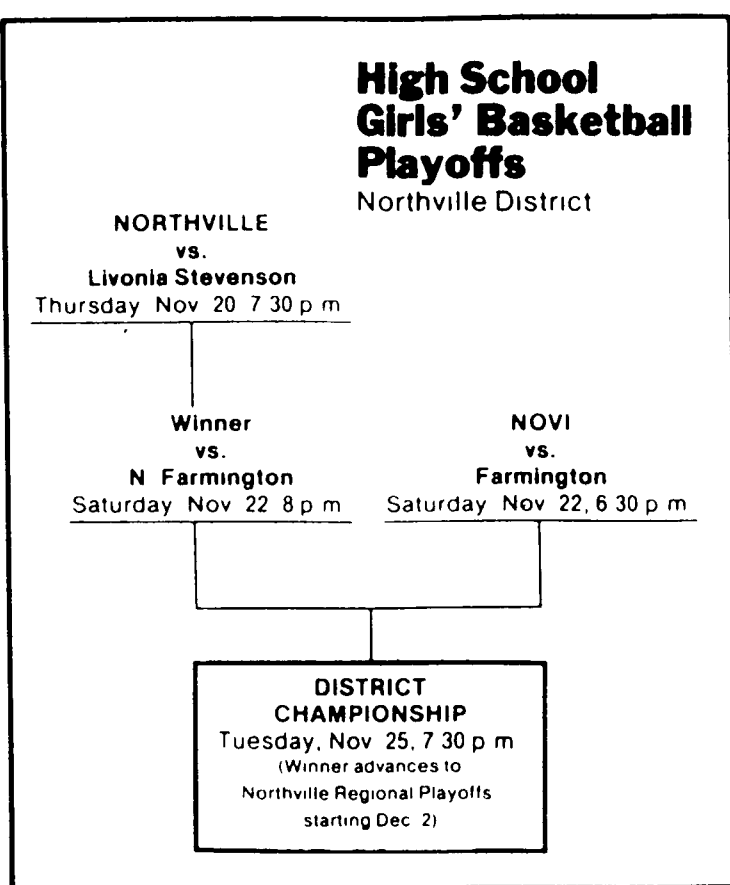 High School
Girls' Basketball
Playoffs
Northville District
NORTHVILLE
vs.
Livonia Stevenson
Thursday Nov 20 7 30 p m
Winner
vs.
N Farmington
Saturday Nov 22 8 p m
NOVI
vs.
Farmington
Saturday Nov 22, 6 30 p m
DISTRICT
CHAMPIONSHIP
Tuesday, Nov 25, 7 30 p m
(Winner advances to
Northville Regional Playoffs
starting Dec 2)